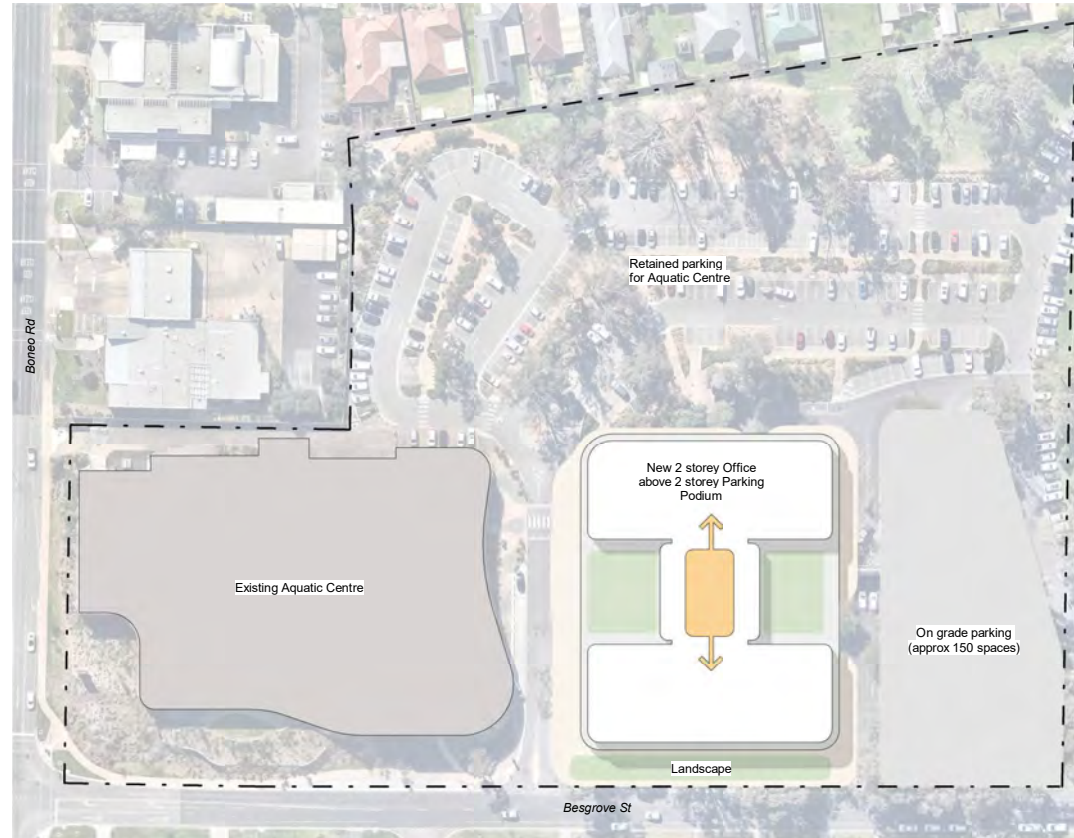 Retained parking
for Aquatic Centre
Boneo Rd
New 2 storey Office
above 2 storey Parking
Podium
Existing Aquatic Centre
On grade parking
(approx 150 spaces)
Landscape
Besgrove St